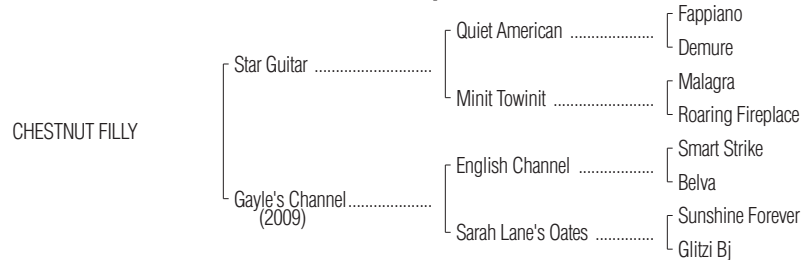 Fappiano
Quiet American ....................
Demure
Star Guitar ...........................
Malagra
Minit Towinit .......................
Roaring Fireplace
CHESTNUT FILLY
Smart Strike
English Channel ..................
Belva
Gayle's Channel...................
(2009)
Sunshine Forever
Sarah Lane's Oates ..............
Glitzi Bj